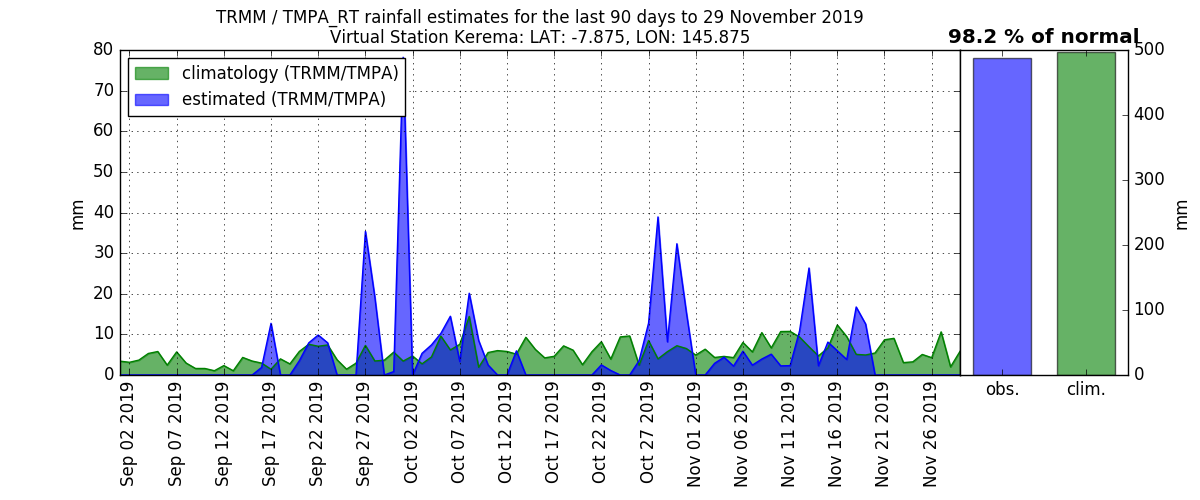 TRMM / TMPA_RT rainfall estimates for the last 90 days to 29 November 2019
Virtual Station Kerema: LAT: -7.875, LON: 145.875
98.2 % of normal
climatology (TRMM/TMPA)
estimated (TRMM/TMPA)
mm
80
70
60
50
40
30
20
10
0
Sep 02 2019
Sep 07 2019
Sep 12 2019
Sep 17 2019
Sep 22 2019
Sep 27 2019
Oct 02 2019
Oct 07 2019
Oct 12 2019
Oct 17 2019
Oct 22 2019
Oct 27 2019
Nov 01 2019
Nov 06 2019
Nov 11 2019
Nov 16 2019
Nov 21 2019
Nov 26 2019
obs.
clim.
500
400
300
200
100
0
mm